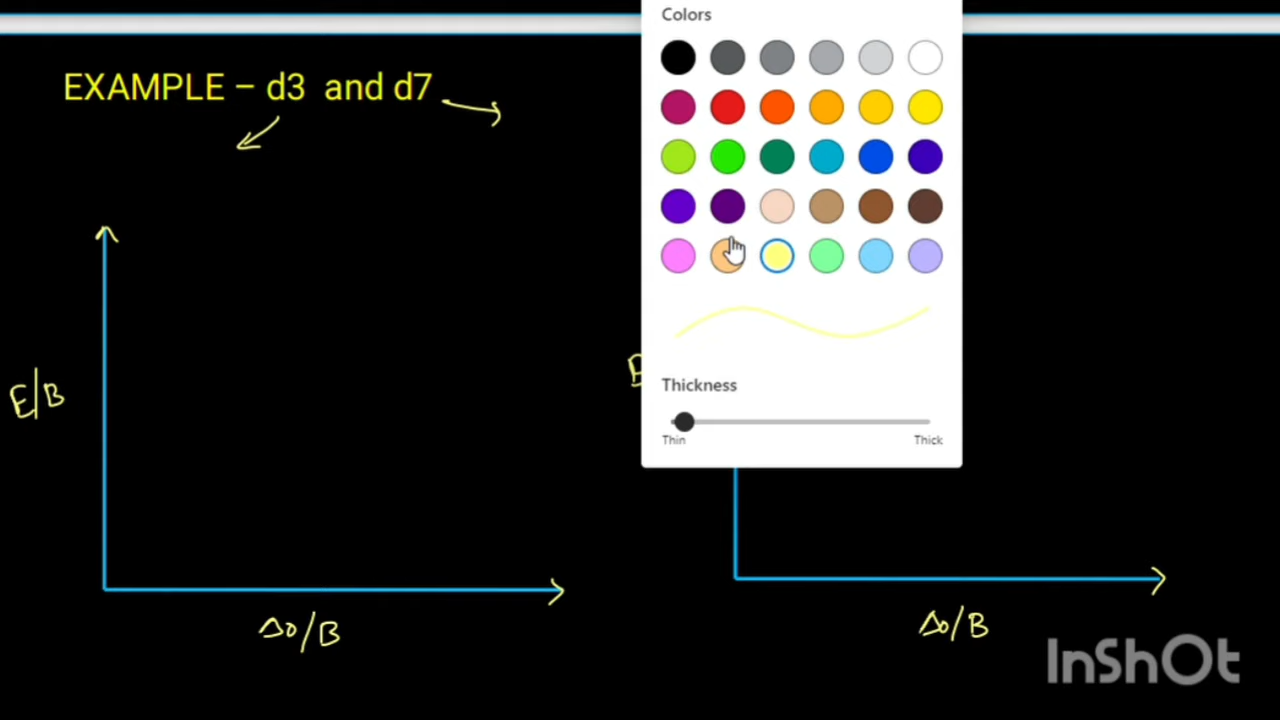 Colors
EXAMPLE – d3 and d7
E/B
Thickness
Thin
Thick
Δo/B
Δo/B
InShOt